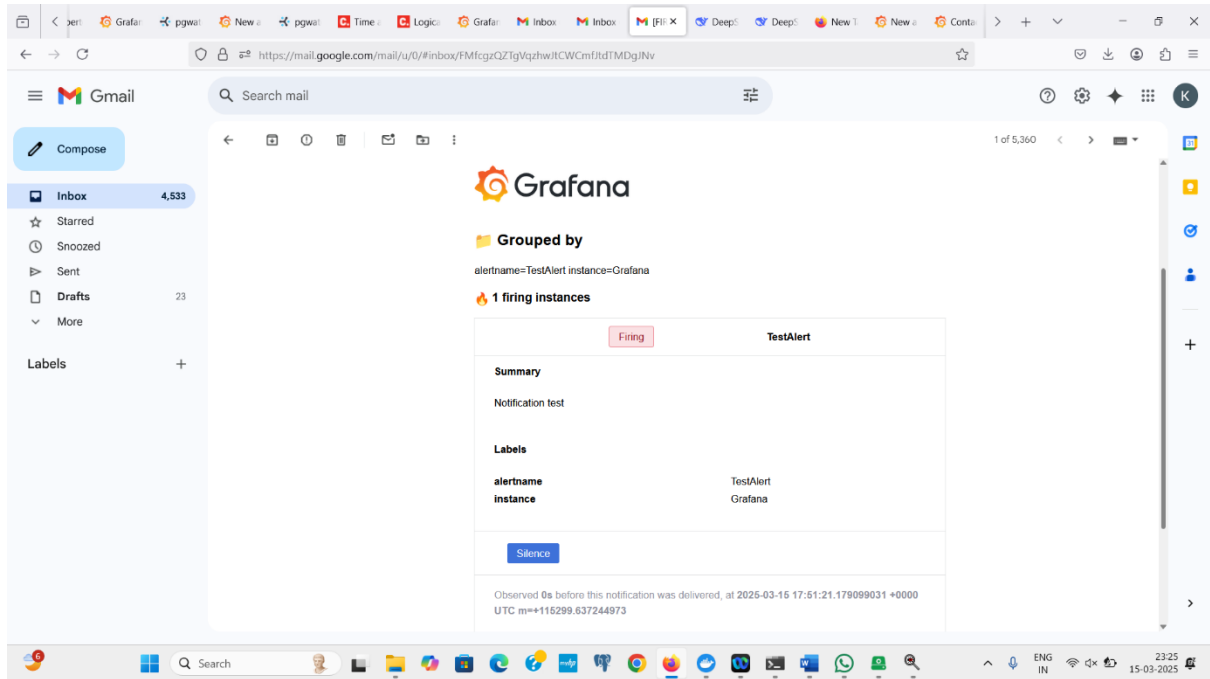 Grafar
pgwat
New a
pgwat
Time a
Logica
Grafar
Inbox
Inbox
[FIR
DeepS
DeepS
New T
New a
Conta
https://mail.google.com/mail/u/0/#inbox/FMfcgzQZTgVqzhwJtCWCmfJtdTMDgJNv
Gmail
Search mail
K
Compose
1 of 5,360
31
Inbox 4,533
Starred
Snoozed
Sent
Drafts 23
More
Labels
Grafana
Grouped by
alertname=TestAlert instance=Grafana
1 firing instances
Firing TestAlert
Summary
Notification test
Labels
alertname TestAlert
instance Grafana
Silence
Observed 0s before this notification was delivered, at 2025-03-15 17:51:21.179099031 +0000
UTC m=+115299.637244973
6
Search
ENG
IN
23:25
15-03-2025